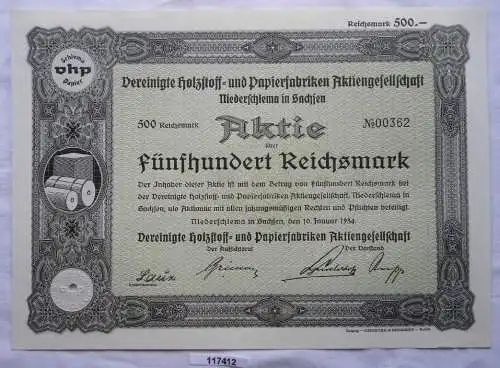 Reichsmark 500.—
Schlema
vhp
Papier
Vereinigte Holzstoff- und Papierfabriken Aktiengesellschaft
Niederschlema in Sachsen
500 Reichsmark Aktie №00362
über
Fünfhundert Reichsmark
Der Inhaber dieser Aktie ist mit dem Betrag von Fünfhundert Reichsmark bei
der Vereinigte Holzstoff- und Papierfabriken Aktiengesellschaft, Niederschlema in
Sachsen, als Aktionär mit allen satzungsmäßigen Rechten und Pflichten beteiligt.
Niederschlema in Sachsen, den 10. Januar 1934.
Vereinigte Holzstoff- und Papierfabriken Aktiengesellschaft
Der Aufsichtsrat Der Vorstand
117412